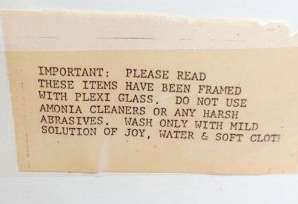 IMPORTANT: PLEASE READ
THESE ITEMS HAVE BEEN FRAMED
WITH PLEXI GLASS. DO NOT USE
AMONIA CLEANERS OR ANY HARSH
ABRASIVES. WASH ONLY WITH MILD
SOLUTION OF JOY, WATER & SOFT CLOTH